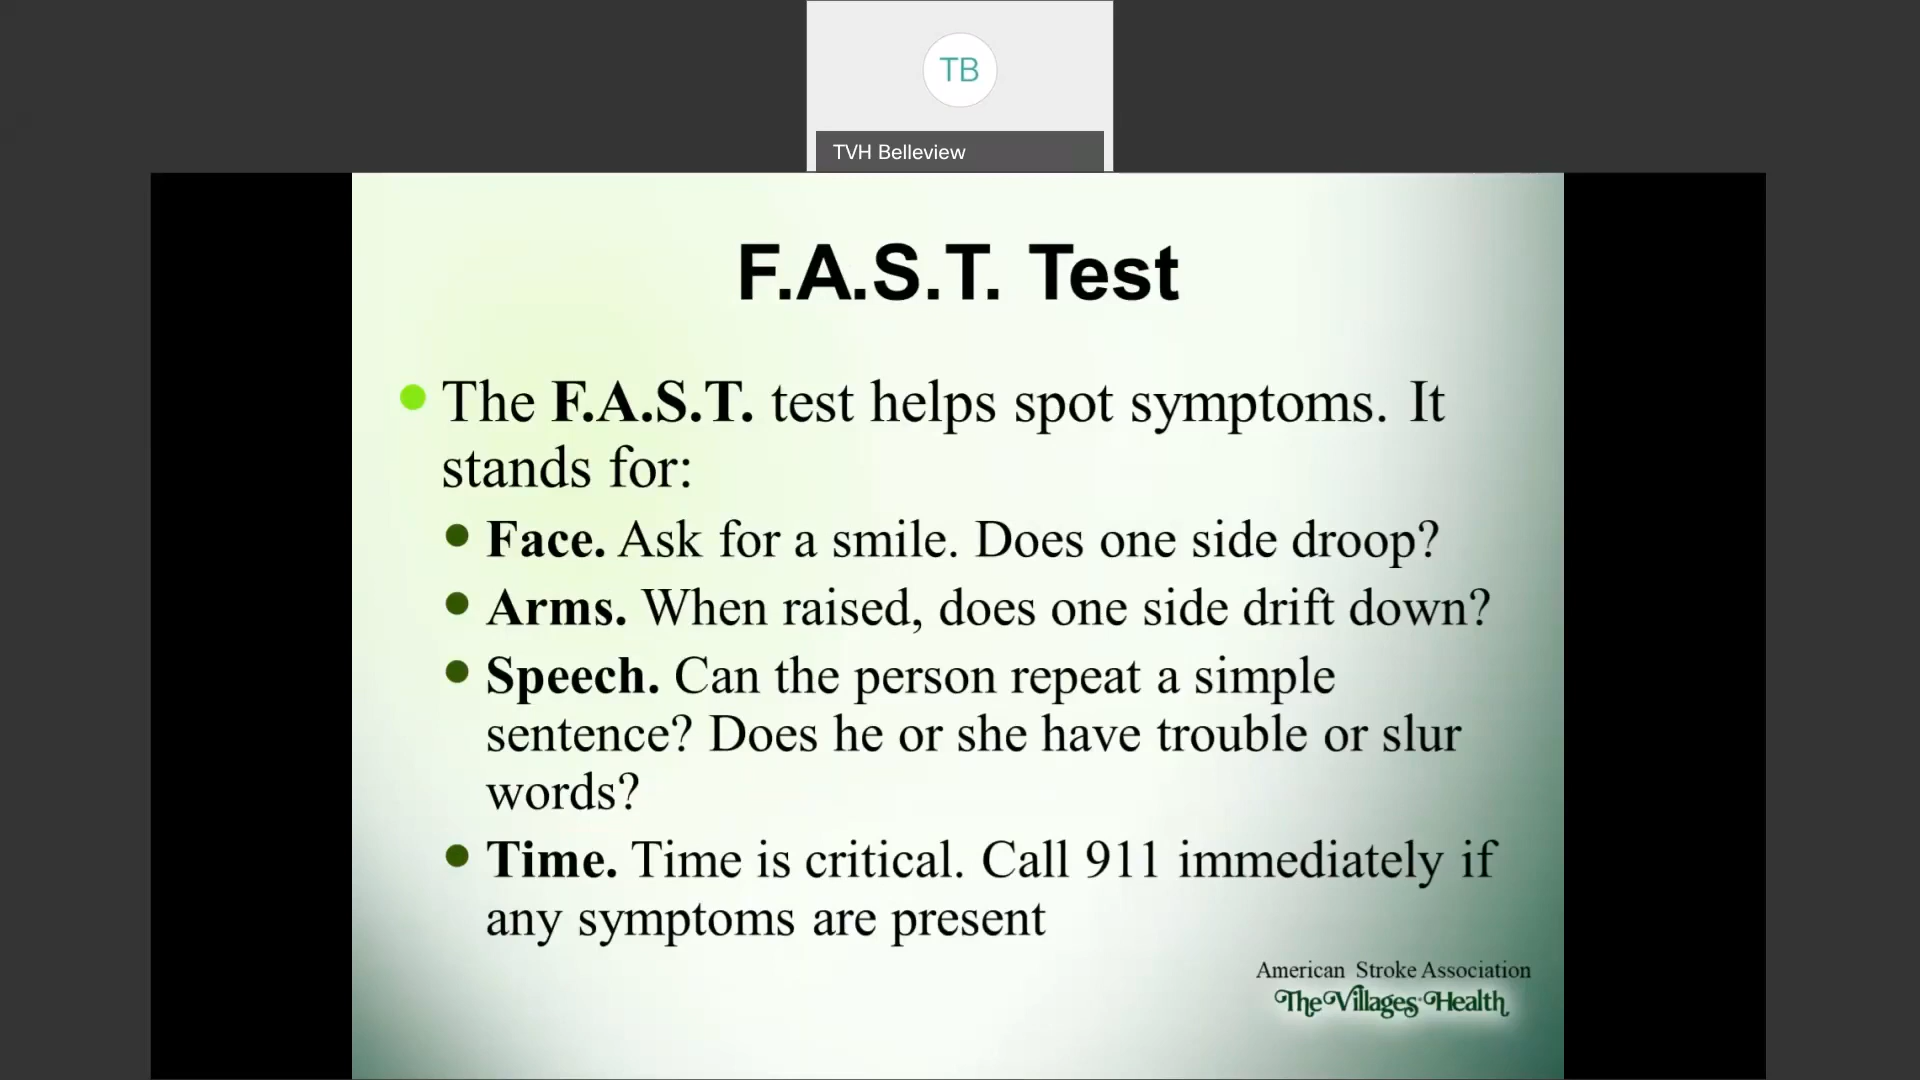 TB
TVH Belleview
F.A.S.T. Test
The F.A.S.T. test helps spot symptoms. It
stands for:
Face. Ask for a smile. Does one side droop?
Arms. When raised, does one side drift down?
Speech. Can the person repeat a simple
sentence? Does he or she have trouble or slur
words?
Time. Time is critical. Call 911 immediately if
any symptoms are present
American Stroke Association
The Villages Health